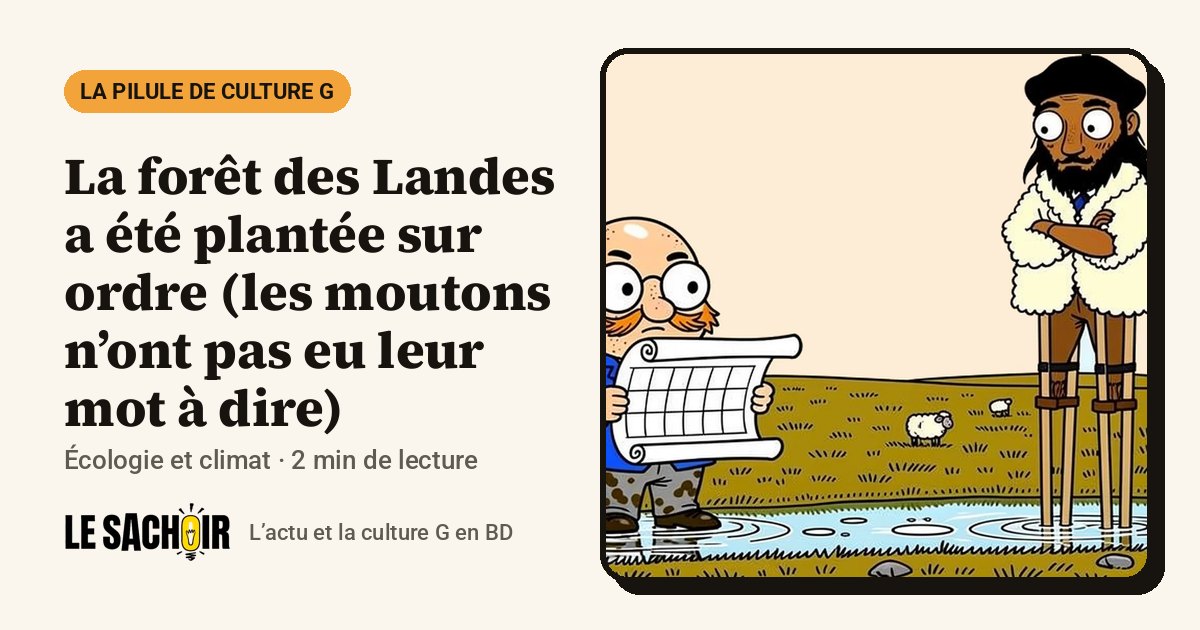 LA PILULE DE CULTURE G
La forêt des Landes
a été plantée sur
ordre (les moutons
n’ont pas eu leur
mot à dire)
Écologie et climat · 2 min de lecture
LE SACHOIR
L’actu et la culture G en BD